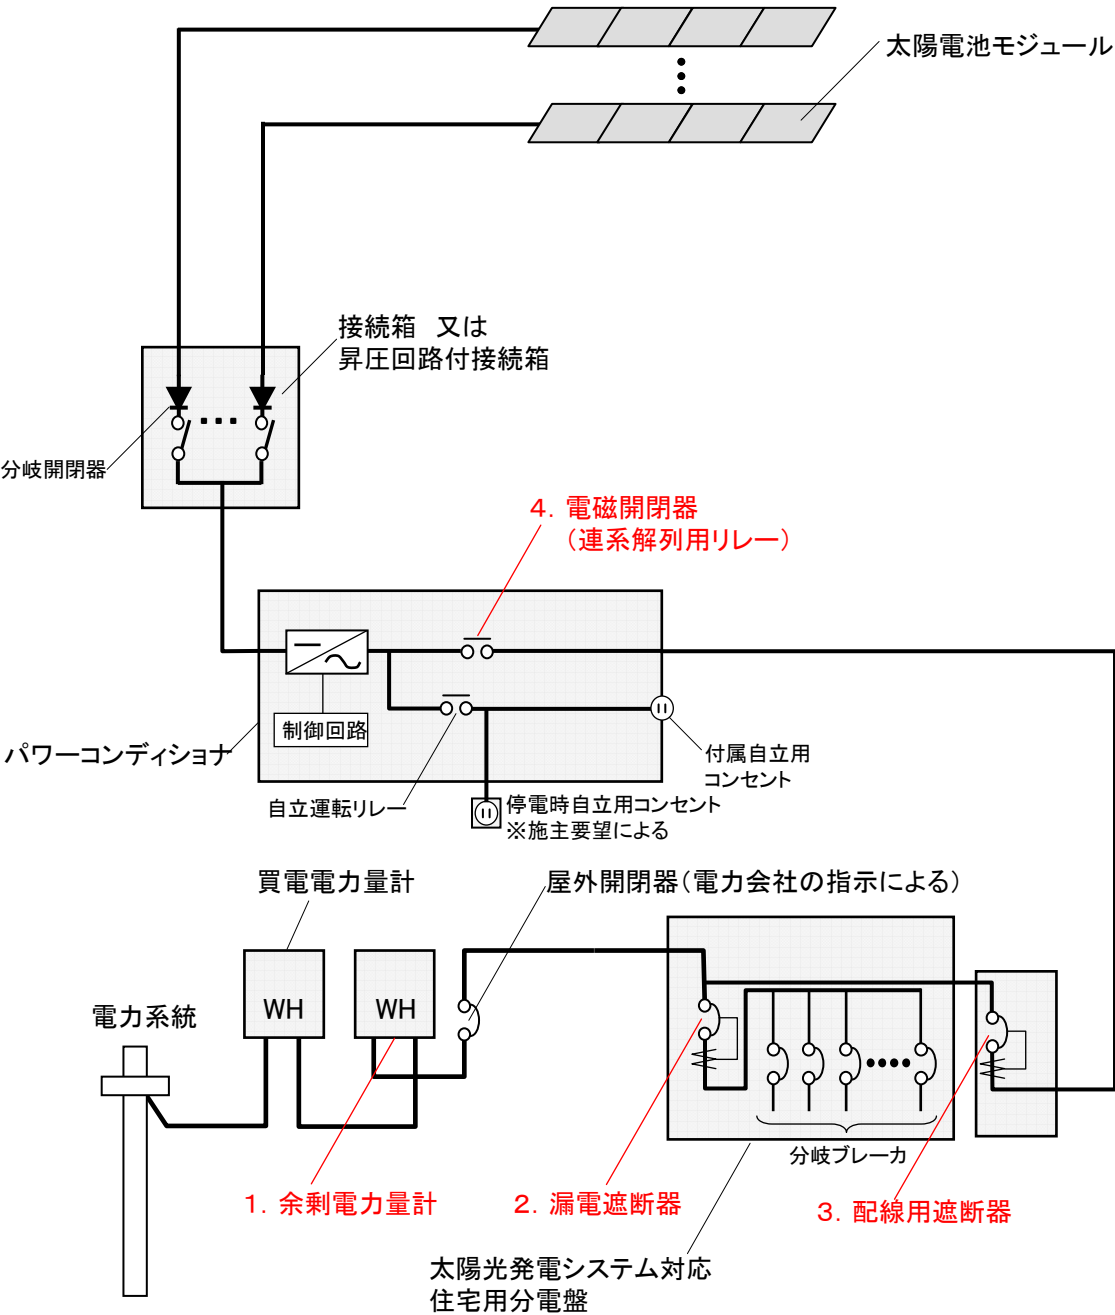 太陽電池モジュール
接続箱　又は
昇圧回路付接続箱
分岐開閉器
4．電磁開閉器
（連系解列用リレー）
制御回路
パワーコンディショナ
自立運転リレー
付属自立用
コンセント
停電時自立用コンセント
※施主要望による
買電電力量計
屋外開閉器（電力会社の指示による）
WH
WH
電力系統
分岐ブレーカ
1．余剰電力量計
2．漏電遮断器
3．配線用遮断器
太陽光発電システム対応
住宅用分電盤